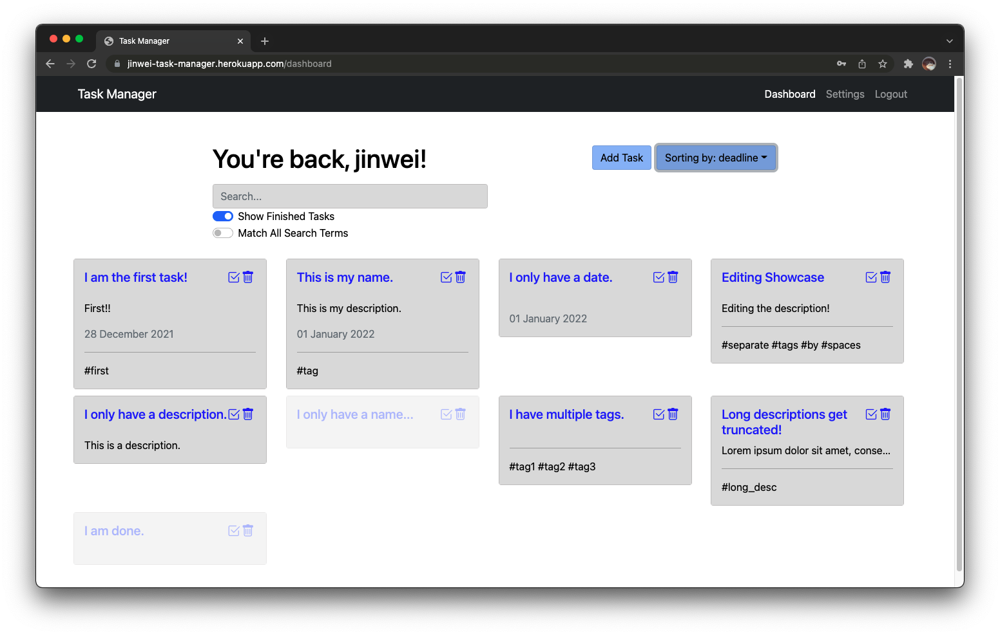 Task Manager
jinwei-task-manager.herokuapp.com/dashboard
Task Manager
Dashboard Settings Logout
You're back, jinwei!
Add Task
Sorting by: deadline
Search...
Show Finished Tasks
Match All Search Terms
I am the first task!
First!!
28 December 2021
#first
This is my name.
This is my description.
01 January 2022
#tag
I only have a date.
01 January 2022
Editing Showcase
Editing the description!
#separate #tags #by #spaces
I only have a description.
This is a description.
I only have a name...
I have multiple tags.
#tag1 #tag2 #tag3
Long descriptions get
truncated!
Lorem ipsum dolor sit amet, conse...
#long_desc
I am done.